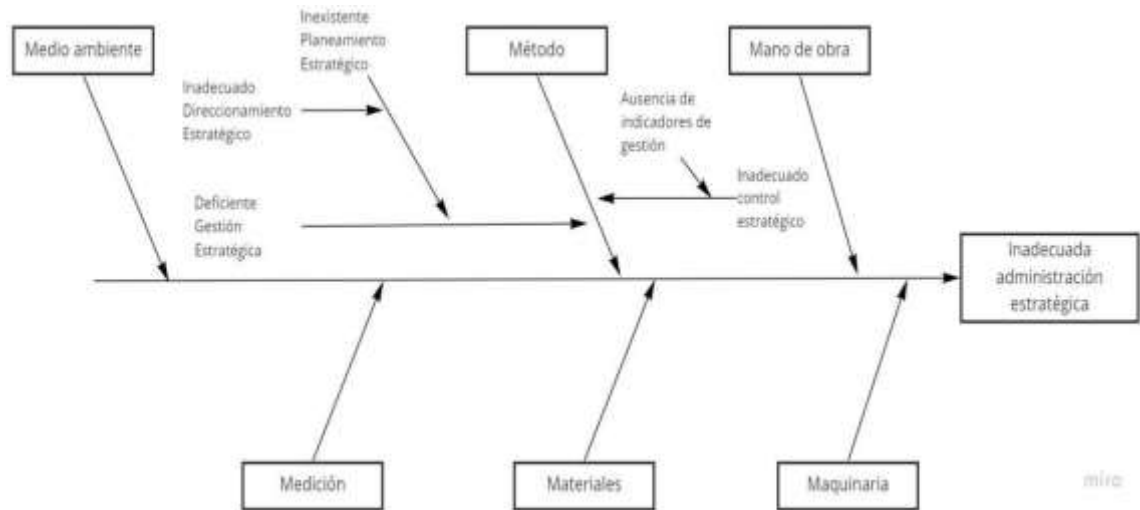 Inexistente
Planeamiento
Estratégico
Medio ambiente
Método
Mano de obra
Inadecuado
Direccionamiento
Estratégico
Ausencia de
indicadores de
gestión
Inadecuado
control
estratégico
Deficiente
Gestión
Estratégica
Inadecuada
administración
estratégica
Medición
Materiales
Maquinaria
miro